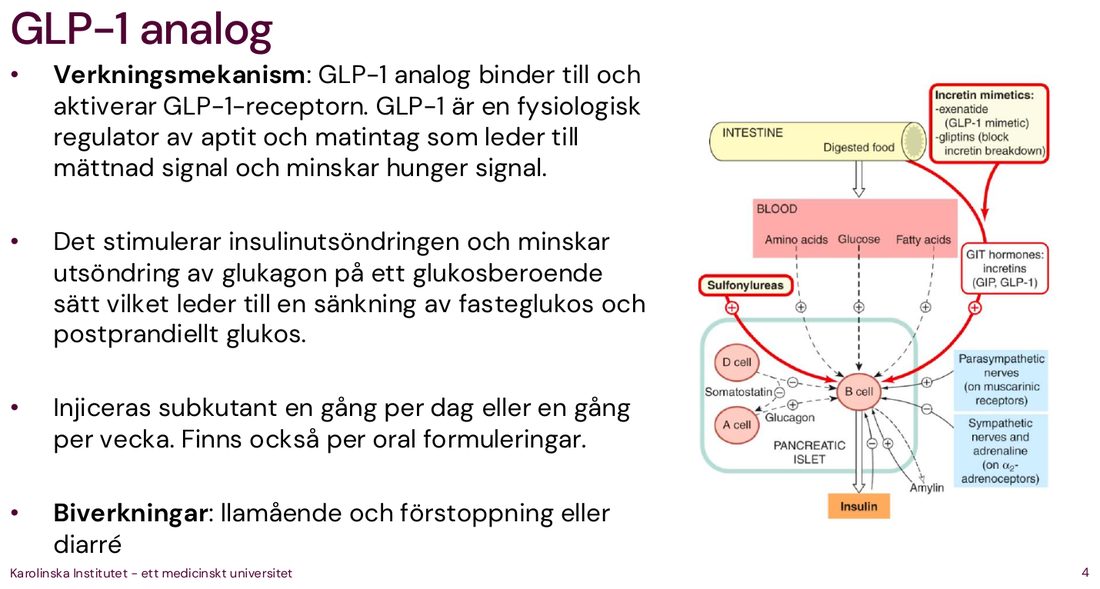 GLP-1 analog
• Verkningsmekanism: GLP-1 analog binder till och
aktiverar GLP-1-receptorn. GLP-1 är en fysiologisk
regulator av aptit och matintag som leder till
mättnad signal och minskar hunger signal.
• Det stimulerar insulinutsöndringen och minskar
utsöndring av glukagon på ett glukosberoende
sätt vilket leder till en sänkning av fasteglukos och
postprandiellt glukos.
• Injiceras subkutant en gång per dag eller en gång
per vecka. Finns också per oral formuleringar.
• Biverkningar: llamående och förstoppning eller
diarré
Incretin mimetics:
-exenatide
(GLP-1 mimetic)
-gliptins (block
incretin breakdown)
INTESTINE
Digested food
BLOOD
Amino acids Glucose Fatty acids
GIT hormones:
incretins
(GIP, GLP-1)
Sulfonylureas
+ + + + +
D cell
−
Somatostatin −
B cell
+
Glucagon
A cell
PANCREATIC
ISLET
+
−
Parasympathetic
nerves
(on muscarinic
receptors)
Sympathetic
nerves and
adrenaline
(on α2-
adrenoceptors)
− +
Amylin
Insulin
Karolinska Institutet - ett medicinskt universitet
4